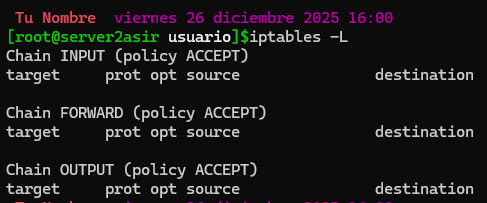 Tu Nombre viernes 26 diciembre 2025 16:00
[root@server2asir usuario]$iptables -L
Chain INPUT (policy ACCEPT)
target prot opt source destination
Chain FORWARD (policy ACCEPT)
target prot opt source destination
Chain OUTPUT (policy ACCEPT)
target prot opt source destination